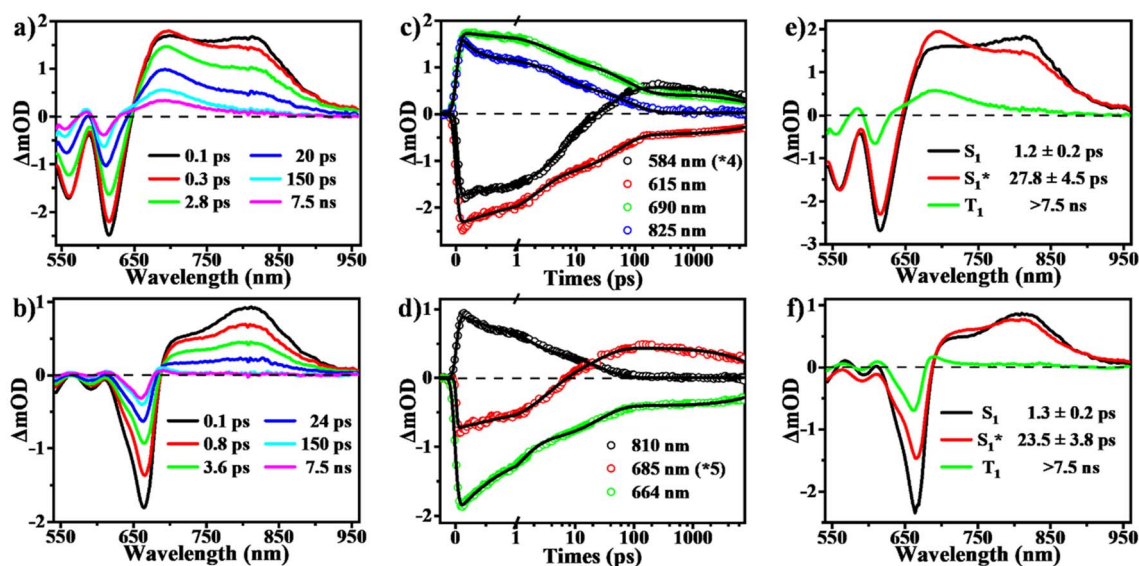 a)
ΔmOD
2
1
0
-1
-2
0.1 ps
20 ps
0.3 ps
150 ps
2.8 ps
7.5 ns
550 650 750 850 950
Wavelength (nm)
c)
ΔmOD
2
1
0
-1
-2
584 nm (*4)
615 nm
690 nm
825 nm
0 1 10 100 1000
Times (ps)
e)
ΔmOD
2
1
0
-1
-2
-3
S₁ 1.2 ± 0.2 ps
S₁* 27.8 ± 4.5 ps
T₁ >7.5 ns
550 650 750 850 950
Wavelength (nm)
b)
ΔmOD
1
0
-1
-2
0.1 ps
24 ps
0.8 ps
150 ps
3.6 ps
7.5 ns
550 650 750 850 950
Wavelength (nm)
d)
ΔmOD
1
0
-1
-2
810 nm
685 nm (*5)
664 nm
0 1 10 100 1000
Times (ps)
f)
ΔmOD
1
0
-1
-2
S₁ 1.3 ± 0.2 ps
S₁* 23.5 ± 3.8 ps
T₁ >7.5 ns
550 650 750 850 950
Wavelength (nm)